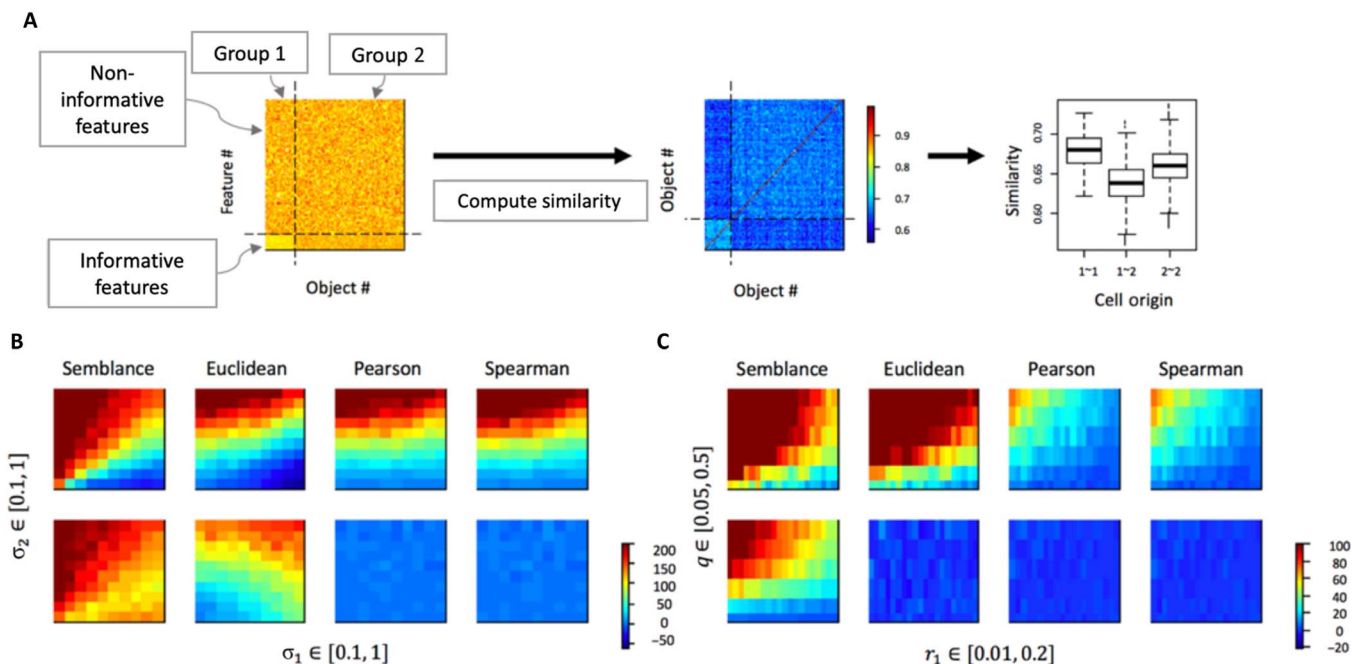 A
Group 1
Group 2
Non-
informative
features
Feature #
Informative
features
Object #
Compute similarity
Object #
Object #
0.9
0.8
0.7
0.6
Similarity
0.70
0.65
0.60
1~1
1~2
2~2
Cell origin
B
Semblance
Euclidean
Pearson
Spearman
σ₂ ∈ [0.1, 1]
200
150
100
50
0
−50
σ₁ ∈ [0.1, 1]
C
Semblance
Euclidean
Pearson
Spearman
q ∈ [0.05, 0.5]
100
80
60
40
20
0
−20
r₁ ∈ [0.01, 0.2]